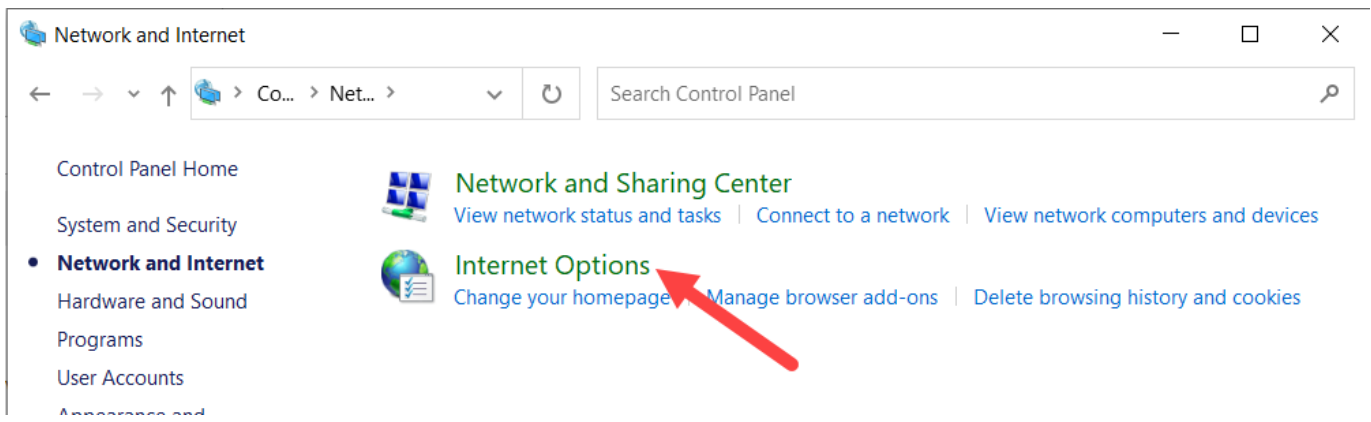 Network and Internet
Co... > Net... >
Search Control Panel
Control Panel Home
System and Security
Network and Internet
Hardware and Sound
Programs
User Accounts
Appearance and
Network and Sharing Center
View network status and tasks | Connect to a network | View network computers and devices
Internet Options
Change your homepage Manage browser add-ons | Delete browsing history and cookies